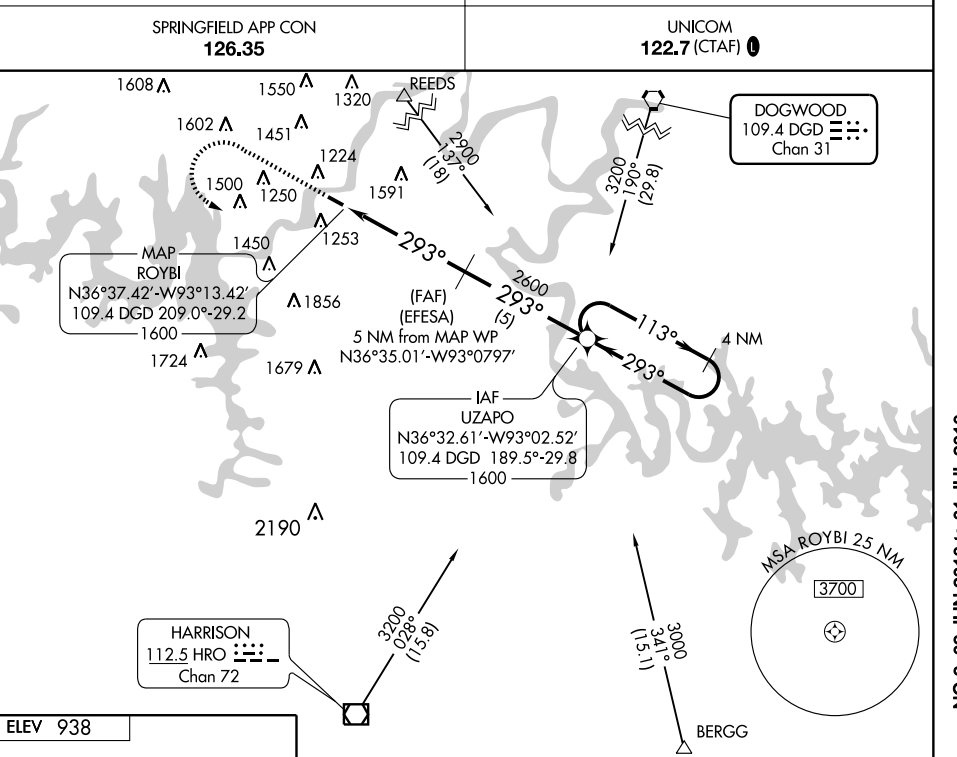 SPRINGFIELD APP CON
126.35
UNICOM
122.7 (CTAF) L
1608
1550
1320
REEDS
1602
1451
1224
1500
1250
1591
1253
1450
2900
137°
(18)
DOGWOOD
109.4 DGD
Chan 31
3200
190°
(29.8)
MAP
ROYBI
N36°37.42′-W93°13.42′
109.4 DGD 209.0°-29.2
1600
293°
2600
293°
(5)
(FAF)
(EFESA)
5 NM from MAP WP
N36°35.01′-W93°0797′
113°
293°
4 NM
1856
1724
1679
IAF
UZAPO
N36°32.61′-W93°02.52′
109.4 DGD 189.5°-29.8
1600
2190
MSA ROYBI 25 NM
3700
HARRISON
112.5 HRO
Chan 72
3200
028°
(15.8)
3000
341°
(15.1)
BERGG
ELEV 938